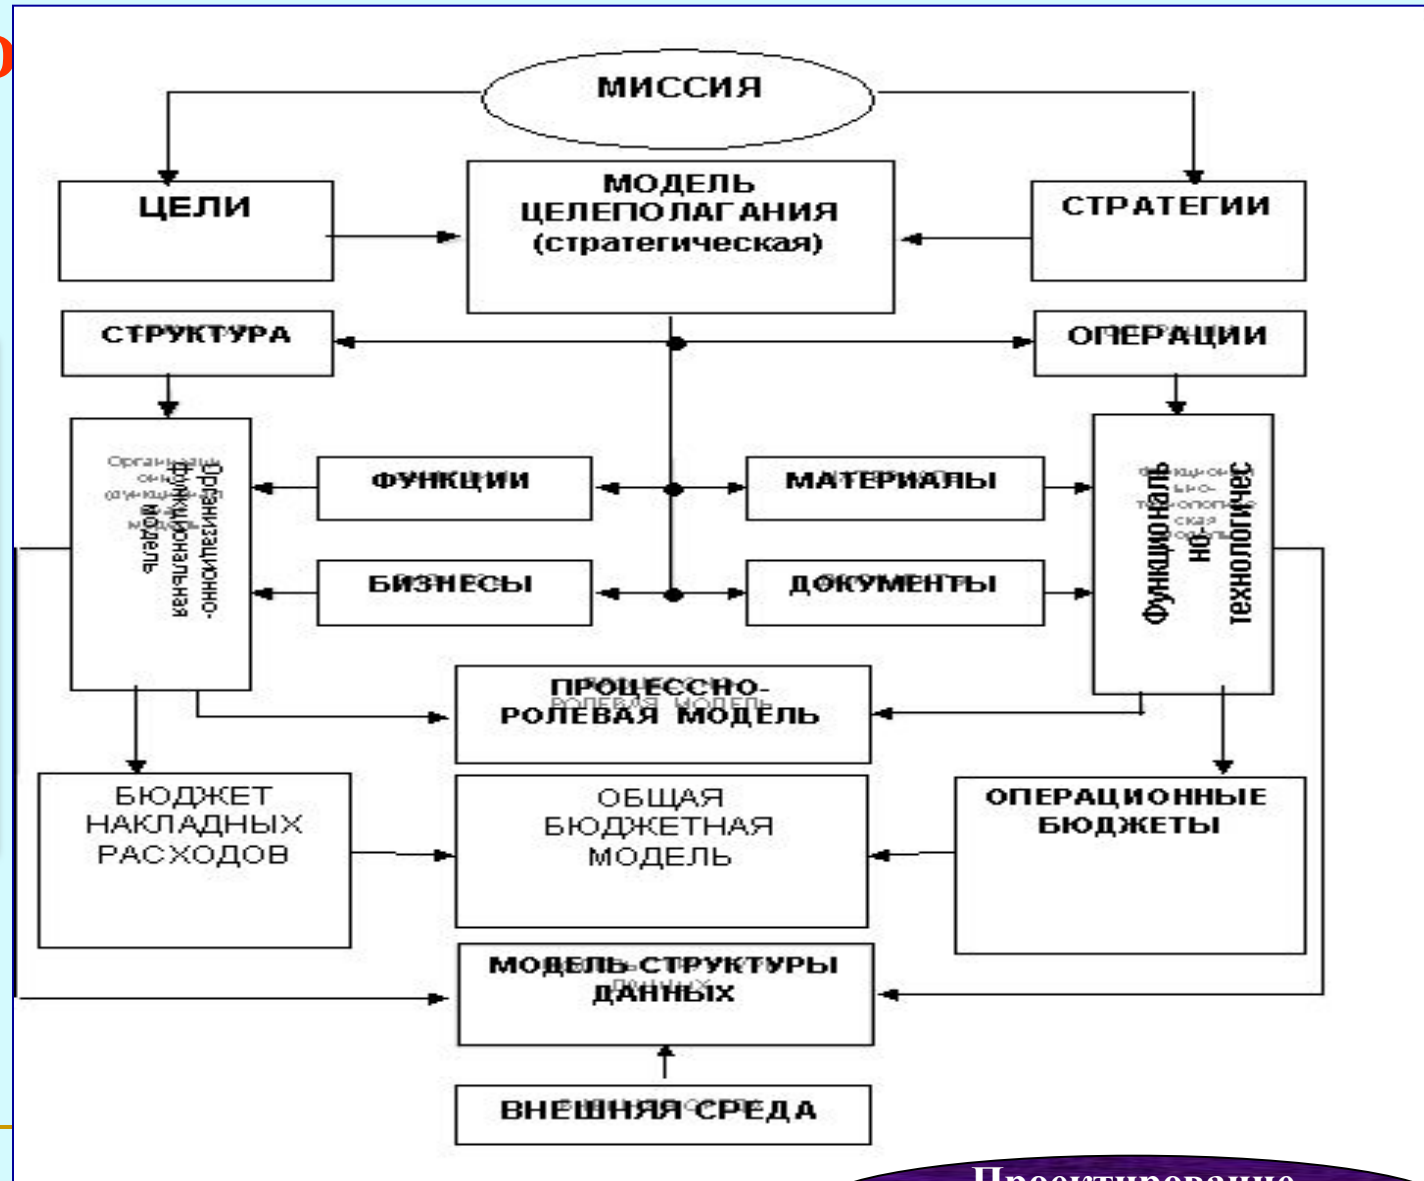 МИССИЯ
ЦЕЛИ
МОДЕЛЬ
ЦЕЛЕПОЛАГАНИЯ
(стратегическая)
СТРАТЕГИИ
СТРУКТУРА
ОПЕРАЦИИ
Организационно-
функциональная
модель
ФУНКЦИИ
МАТЕРИАЛЫ
Функциональ
но-
технологичес
БИЗНЕСЫ
ДОКУМЕНТЫ
ПРОЦЕССНО-
РОЛЕВАЯ МОДЕЛЬ
БЮДЖЕТ
НАКЛАДНЫХ
РАСХОДОВ
ОБЩАЯ
БЮДЖЕТНАЯ
МОДЕЛЬ
ОПЕРАЦИОННЫЕ
БЮДЖЕТЫ
МОДЕЛЬ СТРУКТУРЫ
ДАННЫХ
ВНЕШНЯЯ СРЕДА
Проектирование